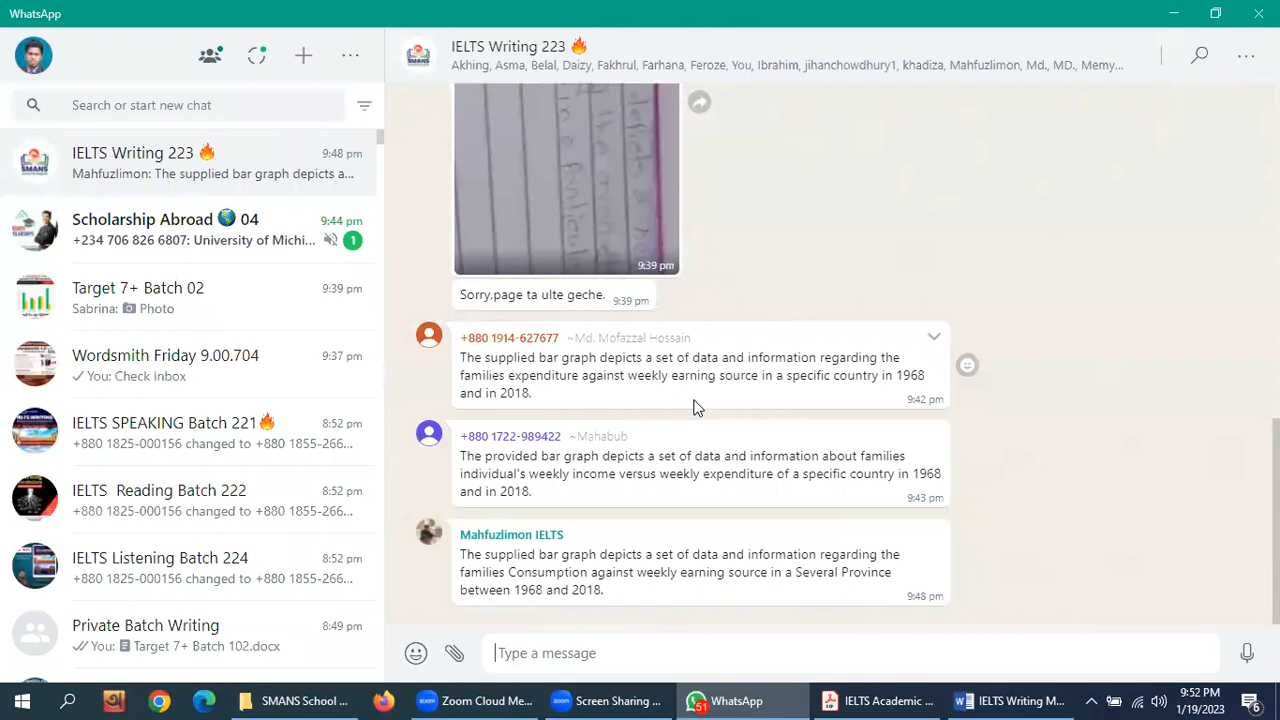 WhatsApp
Search or start new chat
IELTS Writing 223 🔥
9:48 pm
Mahfuzlimon: The supplied bar graph depicts a...
Scholarship Abroad 🌎 04
9:44 pm
+234 706 826 6807: University of Michi...
1
Target 7+ Batch 02
9:39 pm
Sabrina: 📷 Photo
Wordsmith Friday 9:00.704
9:37 pm
You: Check Inbox
IELTS SPEAKING Batch 221🔥
8:52 pm
+880 1825-000156 changed to +880 1855-266...
IELTS Reading Batch 222
8:52 pm
+880 1825-000156 changed to +880 1855-266...
IELTS Listening Batch 224
8:52 pm
+880 1825-000156 changed to +880 1855-266...
Private Batch Writing
8:49 pm
You: Target 7+ Batch 102.docx
IELTS Writing 223 🔥
Akhing, Asma, Belal, Daizy, Fakhrul, Farhana, Feroze, You, Ibrahim, jihanchowdhury1, khadiza, Mahfuzlimon, Md., MD., Memy...
9:39 pm
Sorry,page ta ulte geche.
9:39 pm
+880 1914-627677 ~Md. Mofazzal Hossain
The supplied bar graph depicts a set of data and information regarding the
families expenditure against weekly earning source in a specific country in 1968
and in 2018.
9:42 pm
+880 1722-989422 ~Mahabub
The provided bar graph depicts a set of data and information about families
individual's weekly income versus weekly expenditure of a specific country in 1968
and in 2018.
9:43 pm
Mahfuzlimon IELTS
The supplied bar graph depicts a set of data and information regarding the
families Consumption against weekly earning source in a Several Province
between 1968 and 2018.
9:48 pm
Type a message
SMANS School ...
Zoom Cloud Me...
Screen Sharing ...
51
WhatsApp
IELTS Academic ...
IELTS Writing M...
9:52 PM
1/19/2023
6